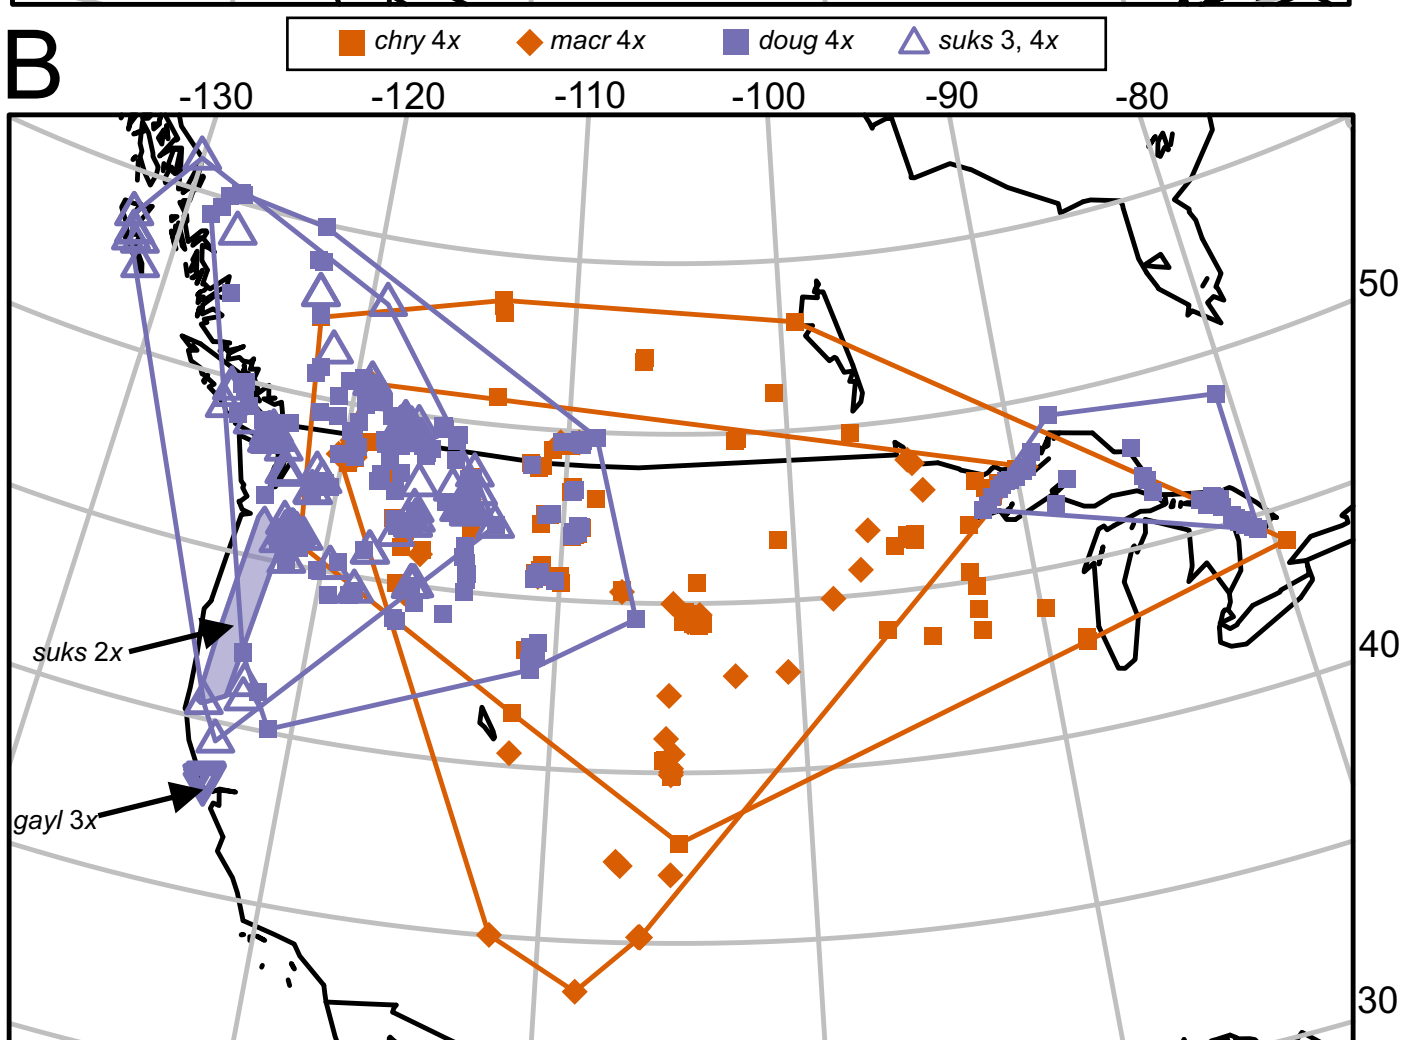 B
chry 4x macr 4x doug 4x suks 3, 4x
-130 -120 -110 -100 -90 -80
50
suks 2x
40
gayl 3x
30